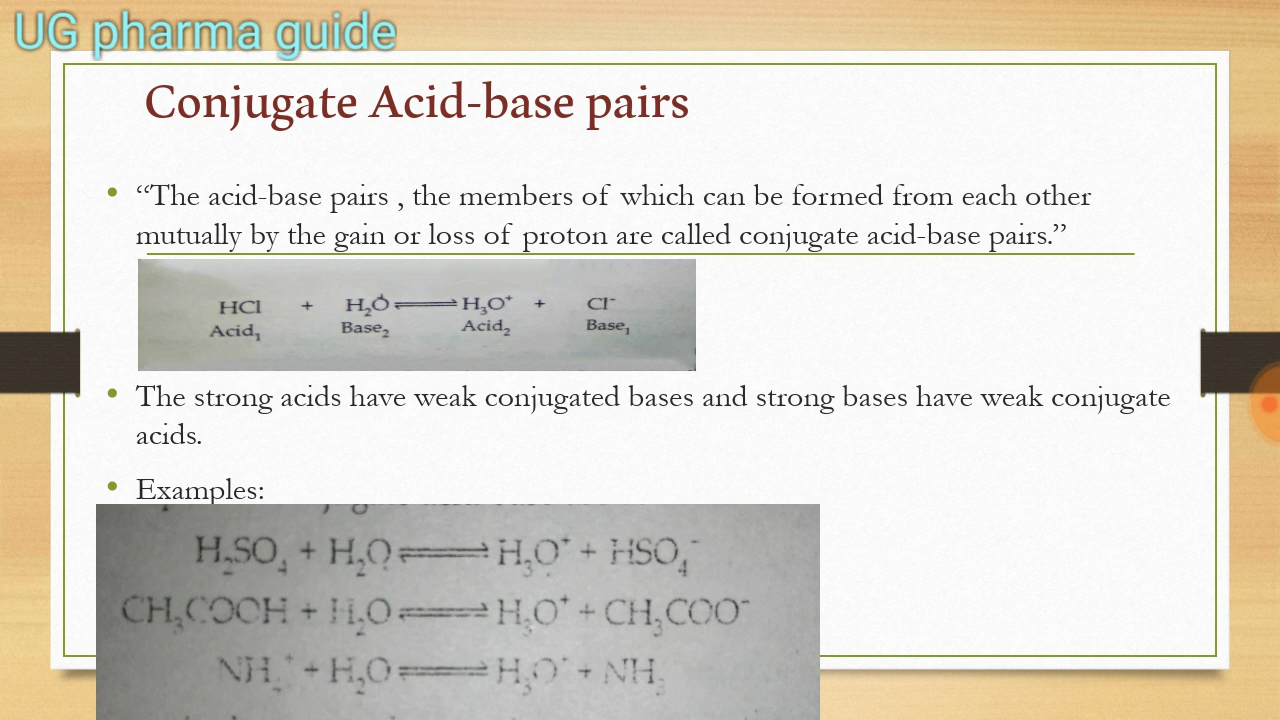 UG pharma guide
Conjugate Acid-base pairs
• “The acid-base pairs , the members of which can be formed from each other
mutually by the gain or loss of proton are called conjugate acid-base pairs.”
HCl + H₂O ⇌ H₃O⁺ + Cl⁻
Acid₁ Base₂ Acid₂ Base₁
• The strong acids have weak conjugated bases and strong bases have weak conjugate
acids.
• Examples:
H₂SO₄ + H₂O ⇌ H₃O⁺ + HSO₄⁻
CH₃COOH + H₂O ⇌ H₃O⁺ + CH₃COO⁻
NH₄⁺ + H₂O ⇌ H₃O⁺ + NH₃